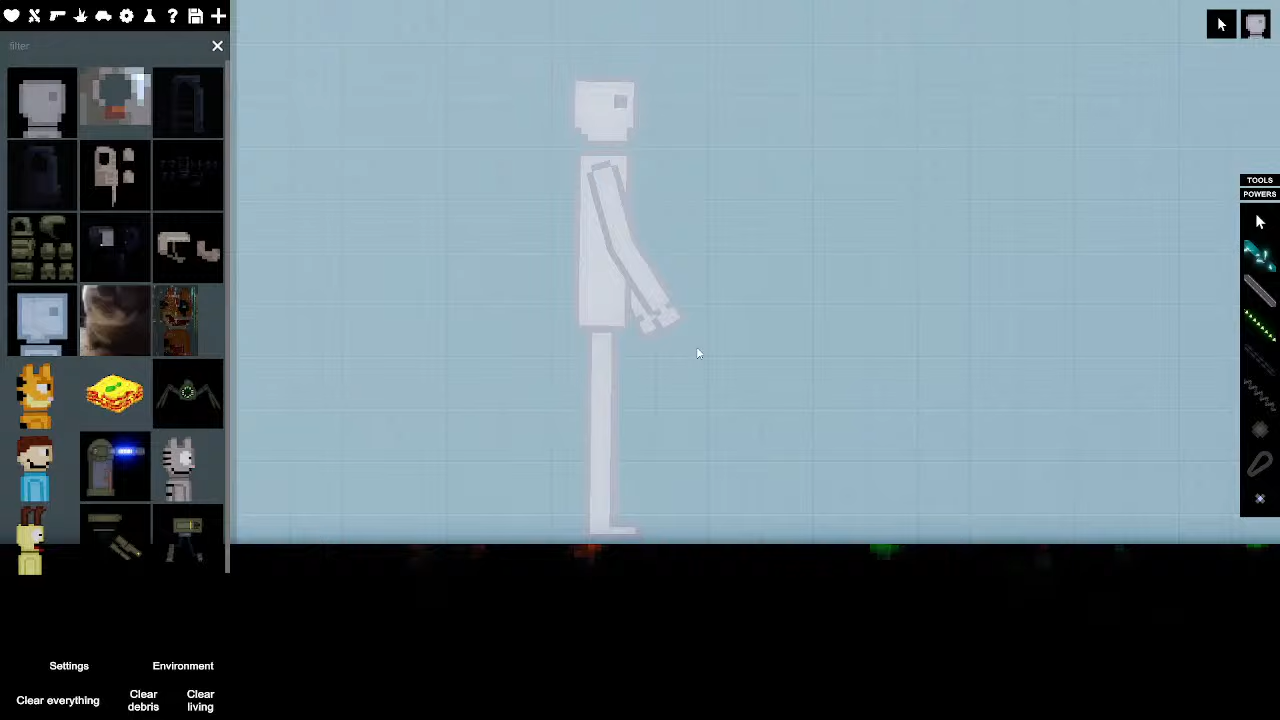 filter
TOOLS
POWERS
Settings
Environment
Clear everything
Clear
debris
Clear
living